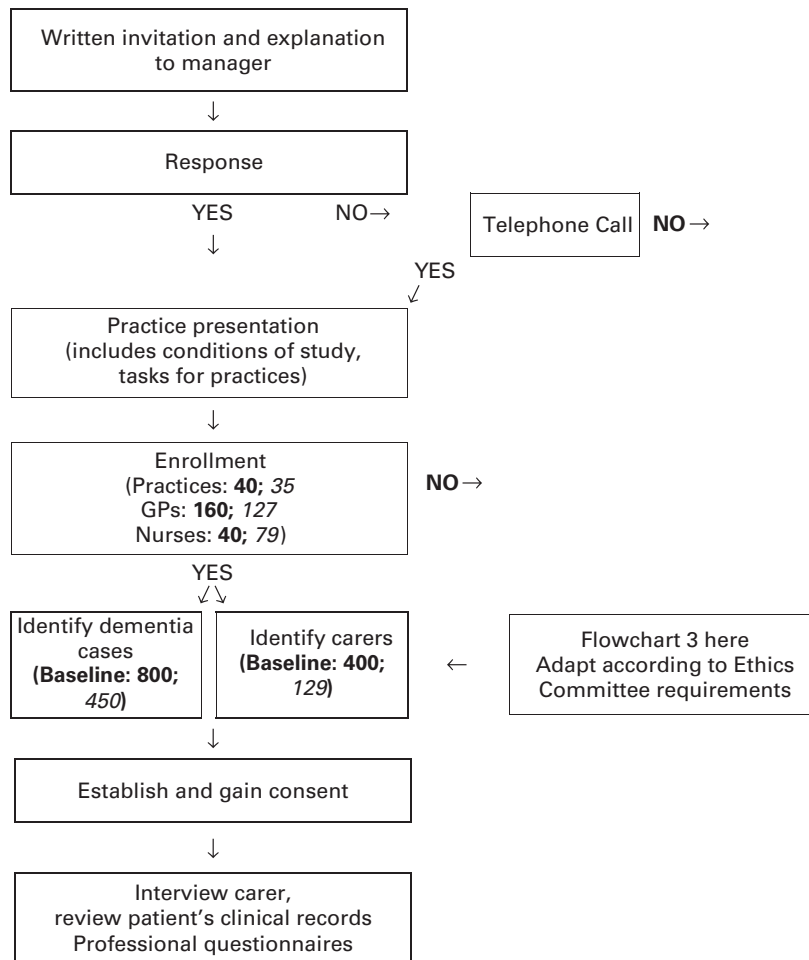 Written invitation and explanation
to manager
↓
Response
YES NO→
Telephone Call NO→
↓
YES
↙
Practice presentation
(includes conditions of study,
tasks for practices)
↓
Enrollment
(Practices: 40; 35
GPs: 160; 127
Nurses: 40; 79)
NO→
YES
↙↘
Identify dementia
cases
(Baseline: 800;
450)
Identify carers
(Baseline: 400;
129)
←
Flowchart 3 here
Adapt according to Ethics
Committee requirements
↓
Establish and gain consent
↓
Interview carer,
review patient's clinical records
Professional questionnaires